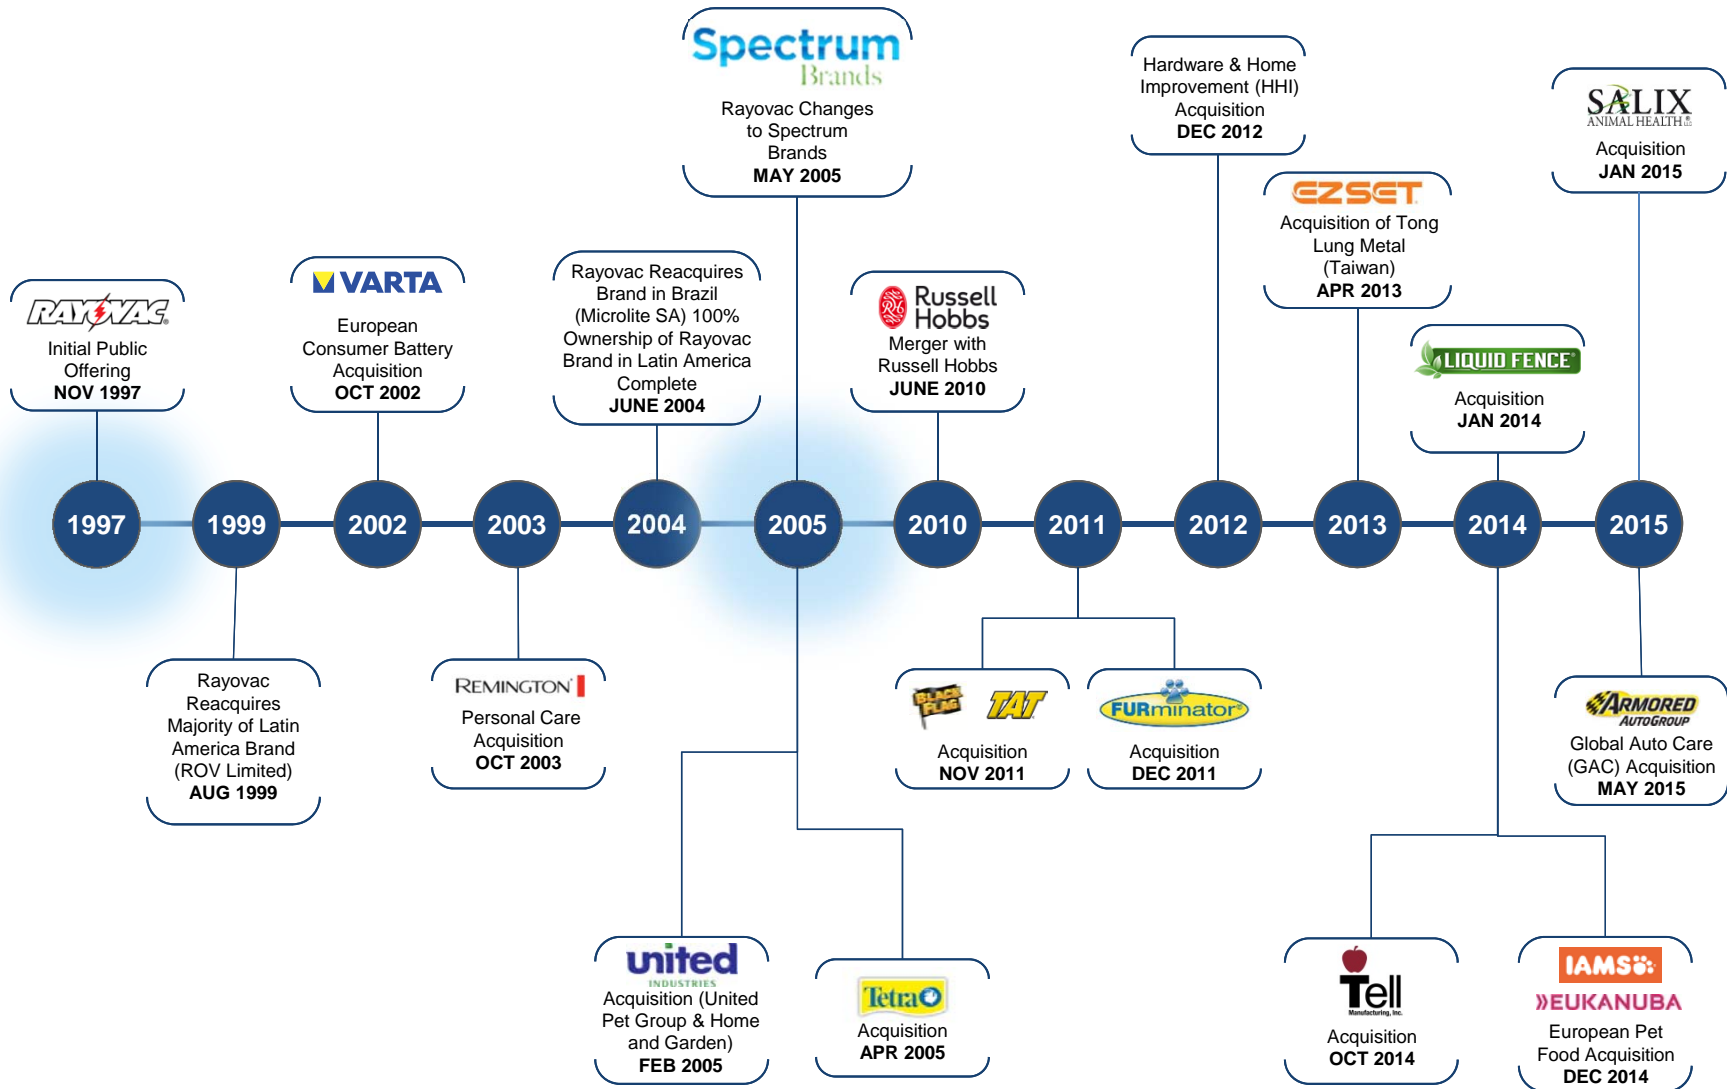 Spectrum
Brands
Rayovac Changes
to Spectrum
Brands
MAY 2005
Hardware & Home
Improvement (HHI)
Acquisition
DEC 2012
SALIX
ANIMAL HEALTH
Acquisition
JAN 2015
EZSET
Acquisition of Tong
Lung Metal
(Taiwan)
APR 2013
RAYOVAC
Initial Public
Offering
NOV 1997
VARTA
European
Consumer Battery
Acquisition
OCT 2002
Rayovac Reacquires
Brand in Brazil
(Microlite SA) 100%
Ownership of Rayovac
Brand in Latin America
Complete
JUNE 2004
RH
Russell
Hobbs
Merger with
Russell Hobbs
JUNE 2010
LIQUID FENCE
Acquisition
JAN 2014
1997
1999
2002
2003
2004
2005
2010
2011
2012
2013
2014
2015
Rayovac
Reacquires
Majority of Latin
America Brand
(ROV Limited)
AUG 1999
REMINGTON
Personal Care
Acquisition
OCT 2003
BLACK
FLAG
TAT
Acquisition
NOV 2011
FURminator®
Acquisition
DEC 2011
ARMORED
AUTOGROUP
Global Auto Care
(GAC) Acquisition
MAY 2015
united
INDUSTRIES
Acquisition (United
Pet Group & Home
and Garden)
FEB 2005
Tetra
Acquisition
APR 2005
Tell
Manufacturing, Inc.
Acquisition
OCT 2014
IAMS
EUKANUBA
European Pet
Food Acquisition
DEC 2014